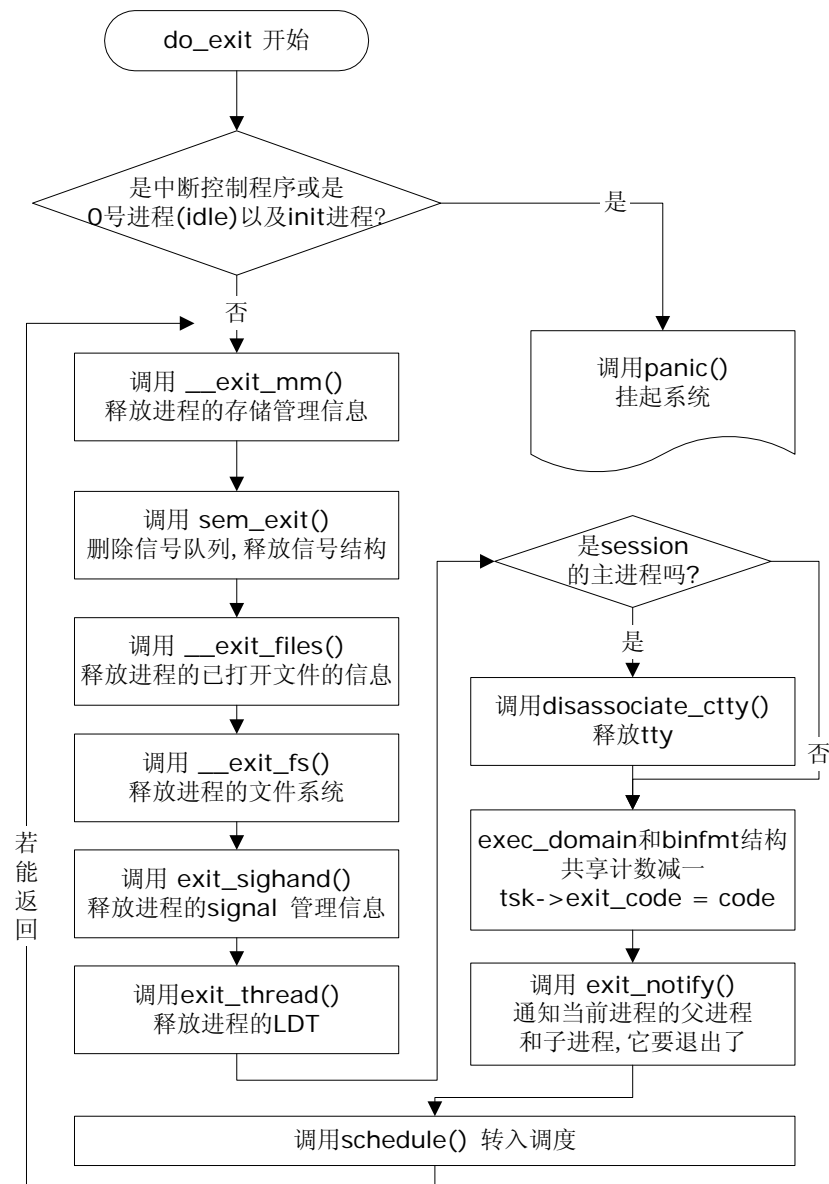 do_exit 开始
是中断控制程序或是
0号进程(idle)以及init进程?
是
否
调用panic()
挂起系统
调用 __exit_mm()
释放进程的存储管理信息
调用 sem_exit()
删除信号队列,释放信号结构
调用 __exit_files()
释放进程的已打开文件的信息
调用 __exit_fs()
释放进程的文件系统
调用 exit_sighand()
释放进程的signal 管理信息
调用exit_thread()
释放进程的LDT
是session
的主进程吗?
是
调用disassociate_ctty()
释放tty
否
exec_domain和binfmt结构
共享计数减一
tsk->exit_code = code
调用 exit_notify()
通知当前进程的父进程
和子进程,它要退出了
调用schedule() 转入调度
若能返回